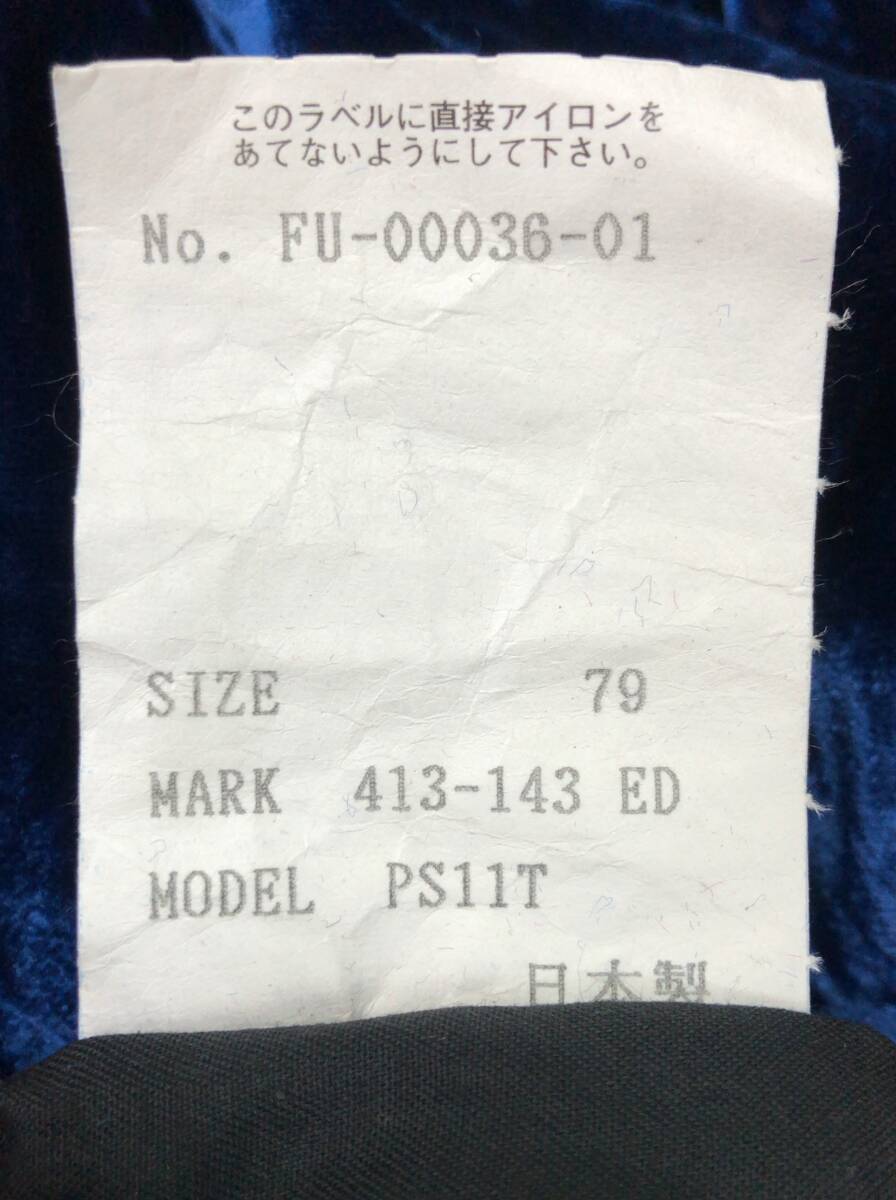 このラベルに直接アイロンを
あてないようにして下さい。
No. FU-00036-01
SIZE 79
MARK 413-143 ED
MODEL PS11T
日本製